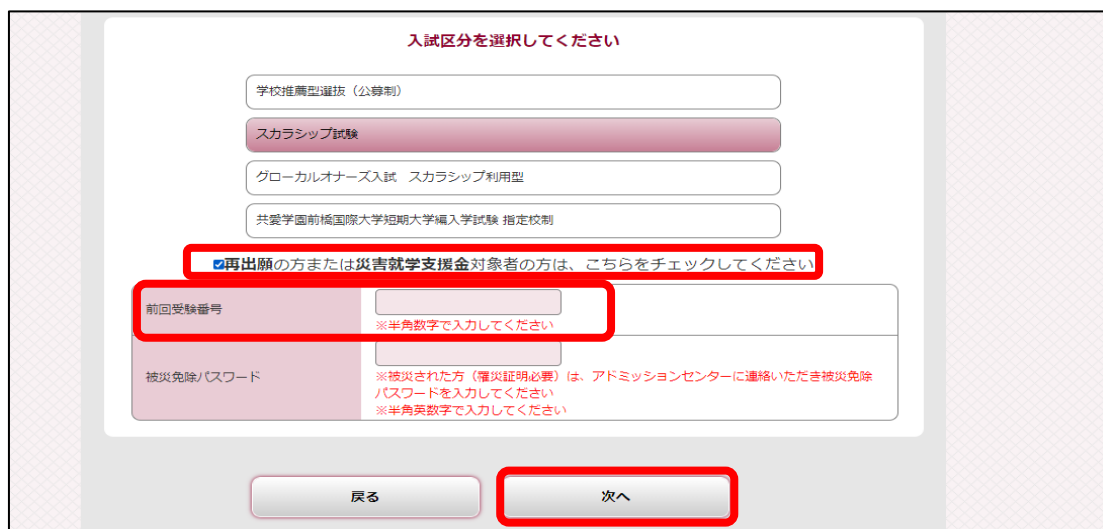 入試区分を選択してください
学校推薦型選抜（公募制）
スカラシップ試験
グローカルオナーズ入試　スカラシップ利用型
共愛学園前橋国際大学短期大学編入学試験 指定校制
再出願の方または災害就学支援金対象者の方は、こちらをチェックしてください
前回受験番号
※半角数字で入力してください
被災免除パスワード
※被災された方（罹災証明必要）は、アドミッションセンターに連絡いただき被災免除
パスワードを入力してください
※半角英数字で入力してください
戻る
次へ